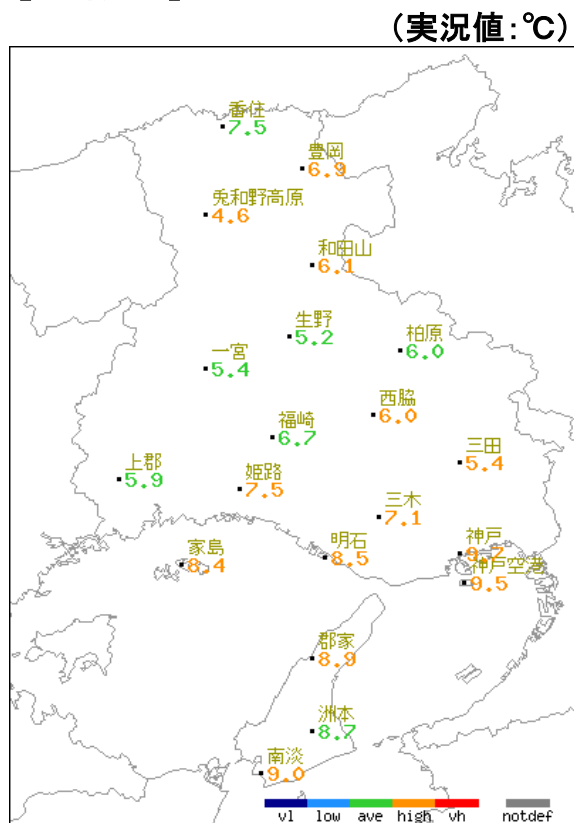 (実況値:℃)
香住
7.5
豊岡
6.9
兎和野高原
4.6
和田山
6.1
生野
5.2
柏原
6.0
一宮
5.4
西脇
6.0
福崎
6.7
三田
5.4
上郡
5.9
姫路
7.5
三木
7.1
家島
8.4
明石
8.5
神戸
神戸空港
9.5
郡家
8.9
洲本
8.7
南淡
9.0
vl low ave high vh notdef